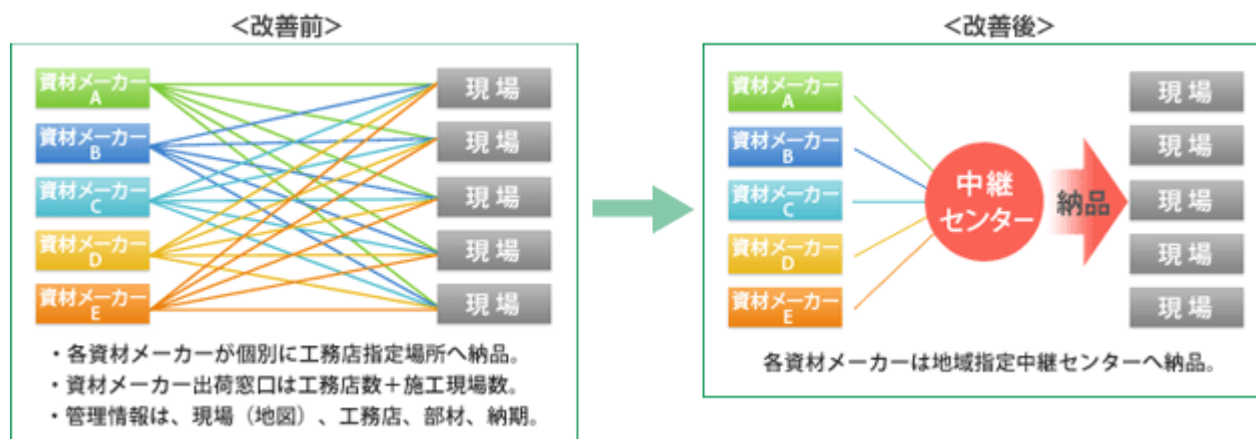 <改善前>
資材メーカー
A
資材メーカー
B
資材メーカー
C
資材メーカー
D
資材メーカー
E
現場
現場
現場
現場
現場
・各資材メーカーが個別に工務店指定場所へ納品。
・資材メーカー出荷窓口は工務店数＋施工現場数。
・管理情報は、現場（地図）、工務店、部材、納期。
<改善後>
資材メーカー
A
資材メーカー
B
資材メーカー
C
資材メーカー
D
資材メーカー
E
中継
センター
納品
現場
現場
現場
現場
現場
各資材メーカーは地域指定中継センターへ納品。